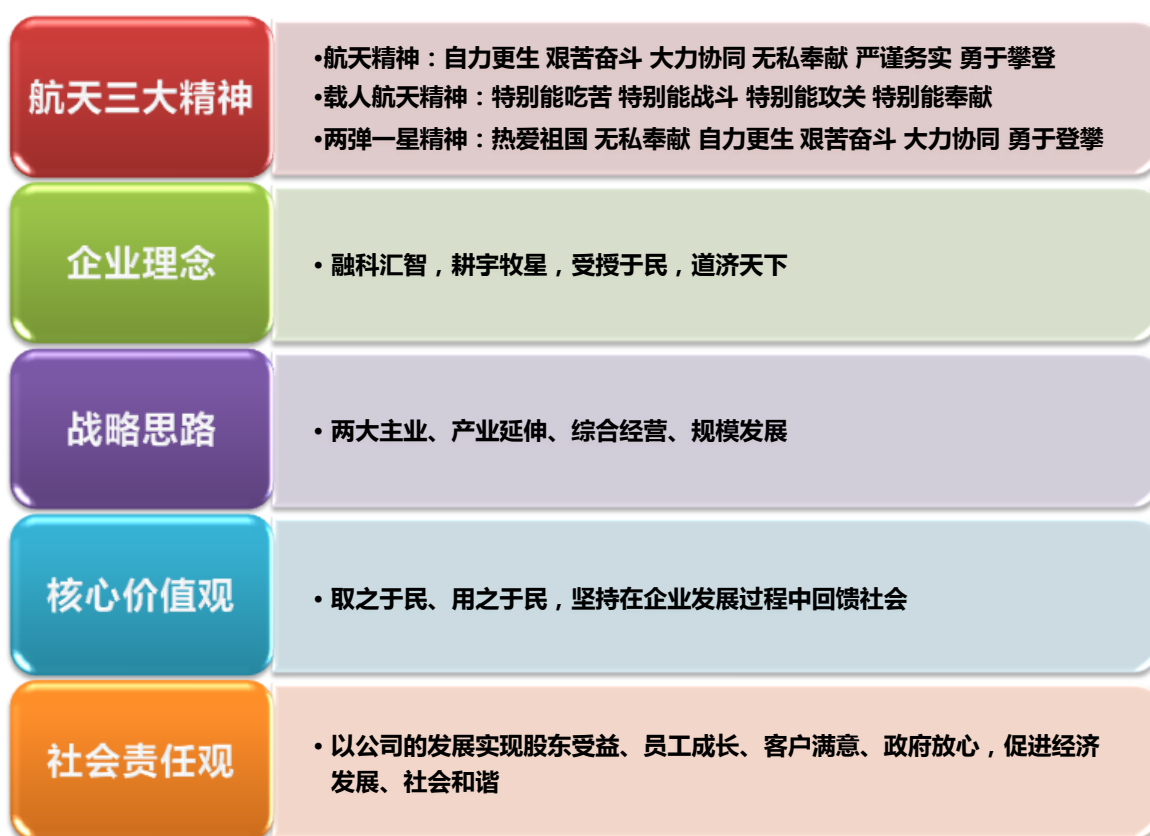 航天三大精神
•航天精神：自力更生 艰苦奋斗 大力协同 无私奉献 严谨务实 勇于攀登
•载人航天精神：特别能吃苦 特别能战斗 特别能攻关 特别能奉献
•两弹一星精神：热爱祖国 无私奉献 自力更生 艰苦奋斗 大力协同 勇于登攀
企业理念
• 融科汇智，耕宇牧星，受授于民，道济天下
战略思路
• 两大主业、产业延伸、综合经营、规模发展
核心价值观
• 取之于民、用之于民，坚持在企业发展过程中回馈社会
社会责任观
• 以公司的发展实现股东受益、员工成长、客户满意、政府放心，促进经济
发展、社会和谐